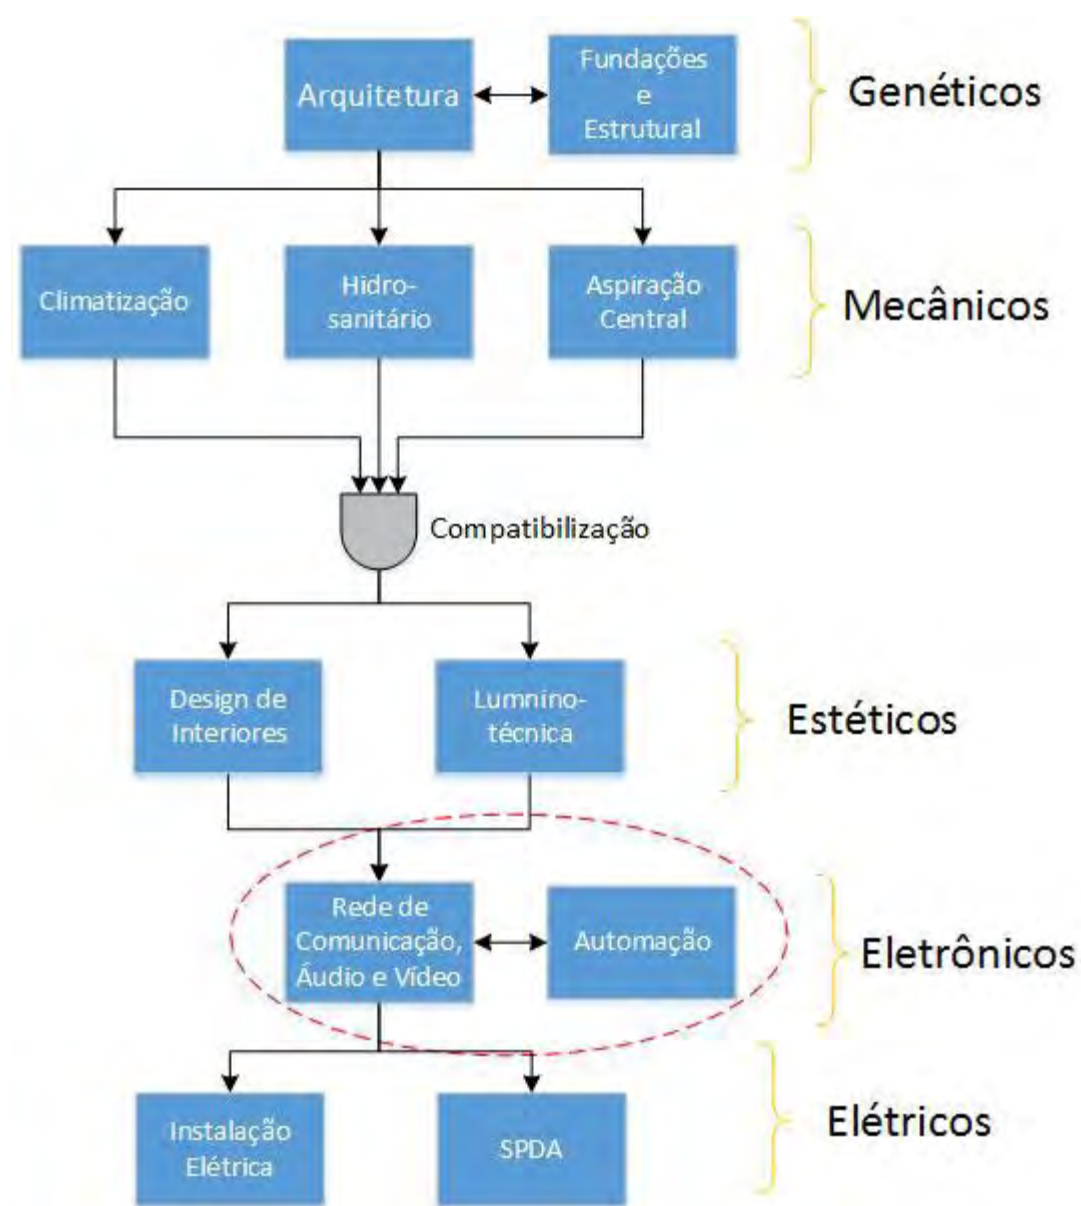 Arquitetura
Fundações
e
Estrutural
Genéticos
Climatização
Hidro-
sanitário
Aspiração
Central
Mecânicos
Compatibilização
Design de
Interiores
Lumnino-
técnica
Estéticos
Rede de
Comunicação,
Áudio e Vídeo
Automação
Eletrônicos
Instalação
Elétrica
SPDA
Elétricos